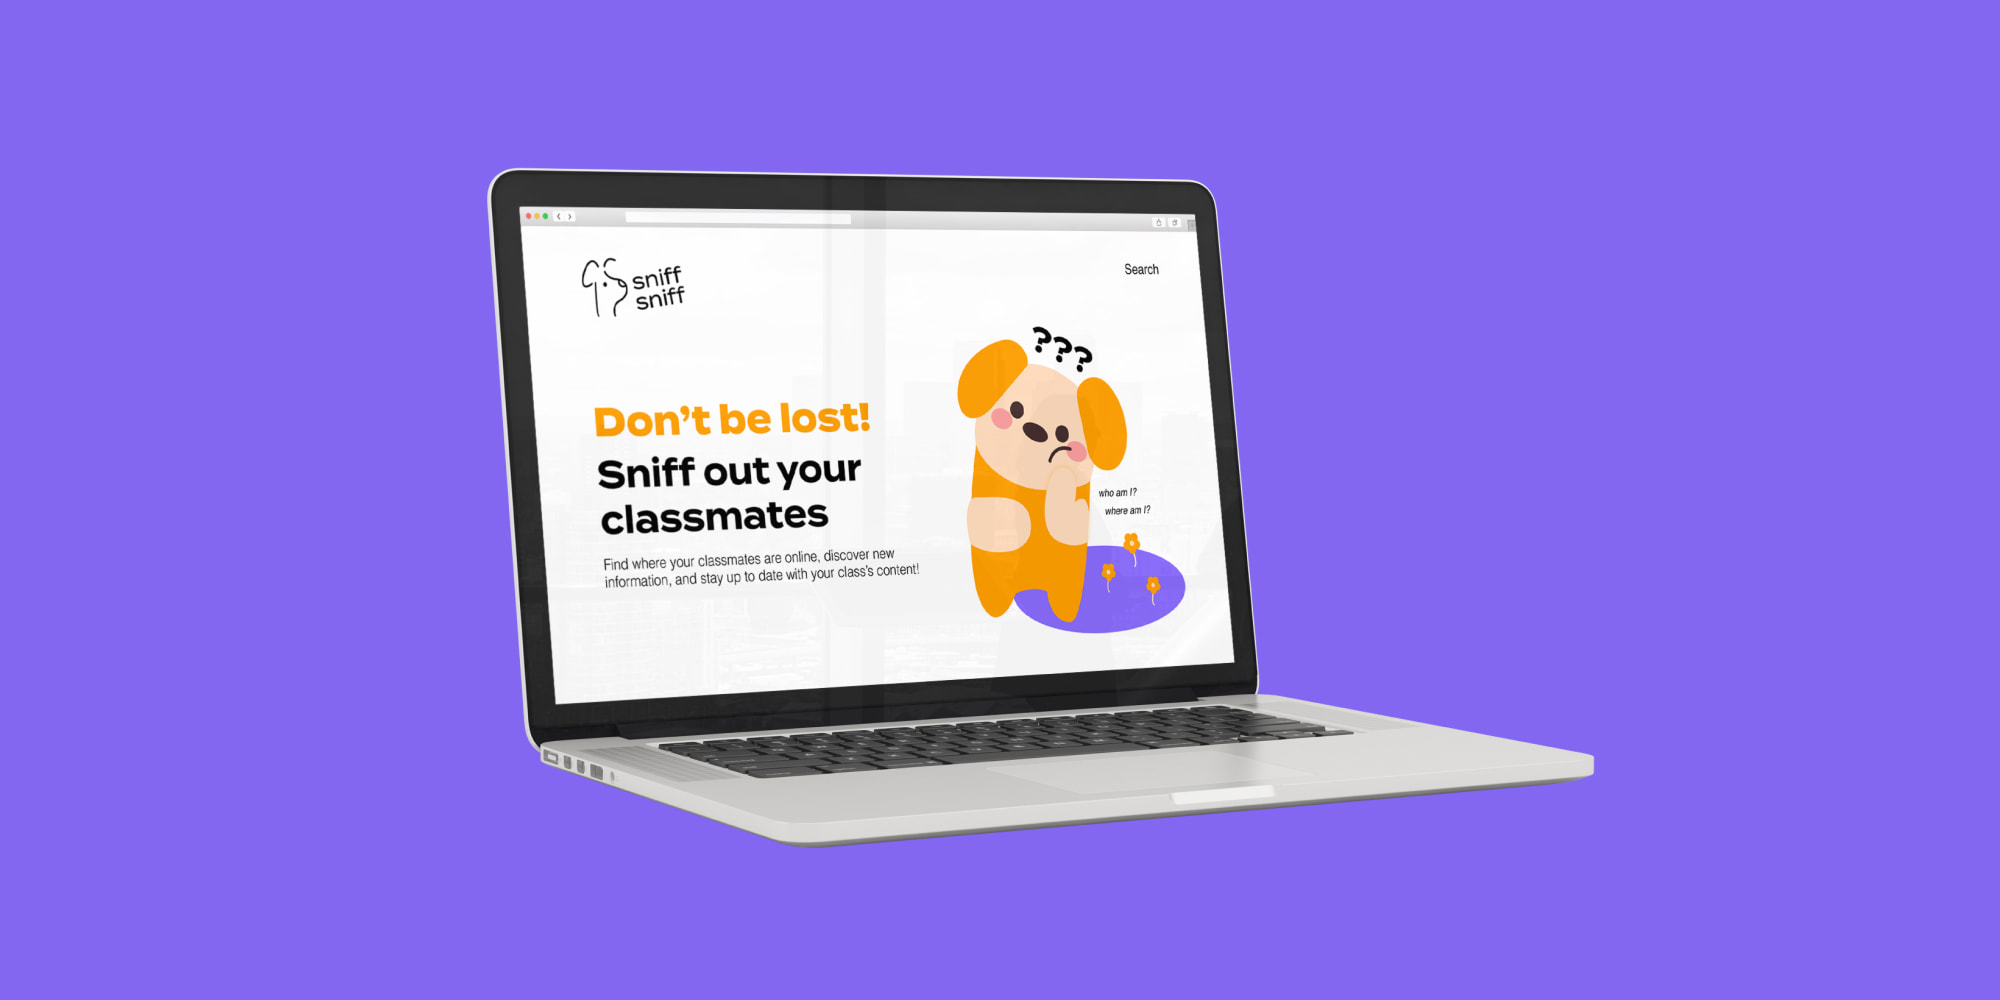 sniff
sniff
Search
Don't be lost!
Sniff out your
classmates
Find where your classmates are online, discover new
information, and stay up to date with your class's content!
???
who am I?
where am I?